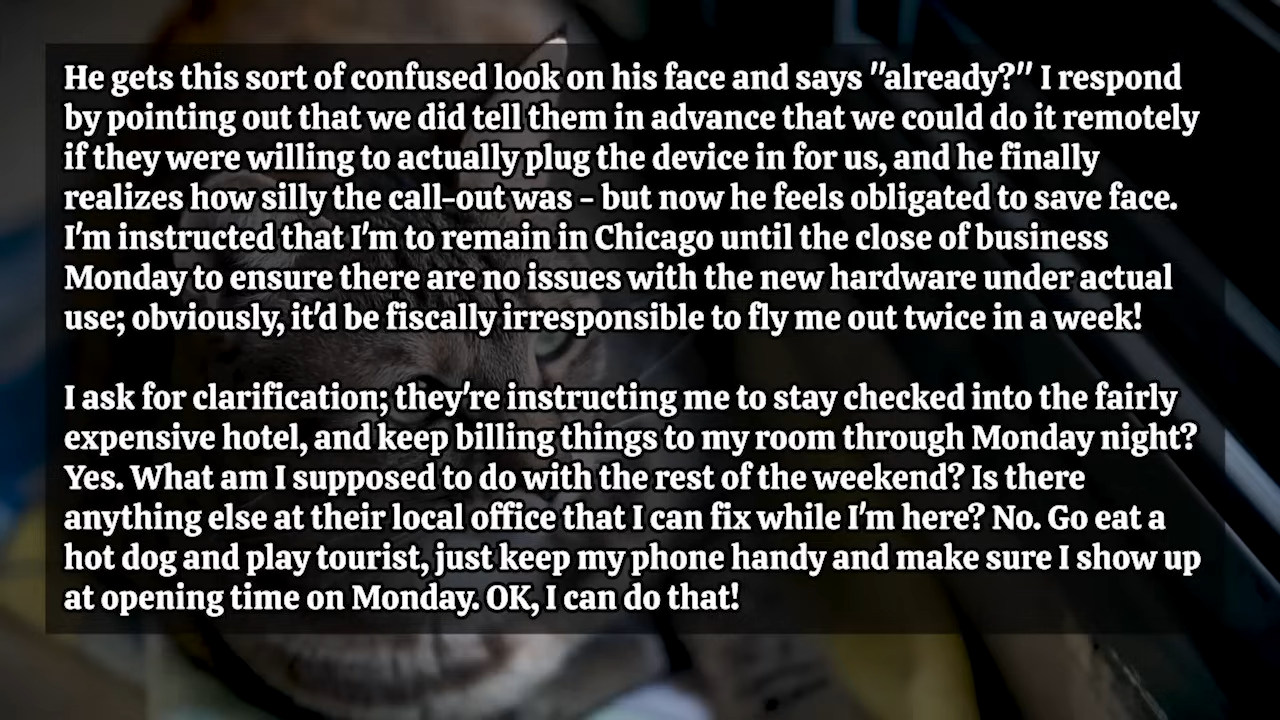 He gets this sort of confused look on his face and says "already?" I respond
by pointing out that we did tell them in advance that we could do it remotely
if they were willing to actually plug the device in for us, and he finally
realizes how silly the call-out was - but now he feels obligated to save face.
I'm instructed that I'm to remain in Chicago until the close of business
Monday to ensure there are no issues with the new hardware under actual
use; obviously, it'd be fiscally irresponsible to fly me out twice in a week!
I ask for clarification; they're instructing me to stay checked into the fairly
expensive hotel, and keep billing things to my room through Monday night?
Yes. What am I supposed to do with the rest of the weekend? Is there
anything else at their local office that I can fix while I'm here? No. Go eat a
hot dog and play tourist, just keep my phone handy and make sure I show up
at opening time on Monday. OK, I can do that!